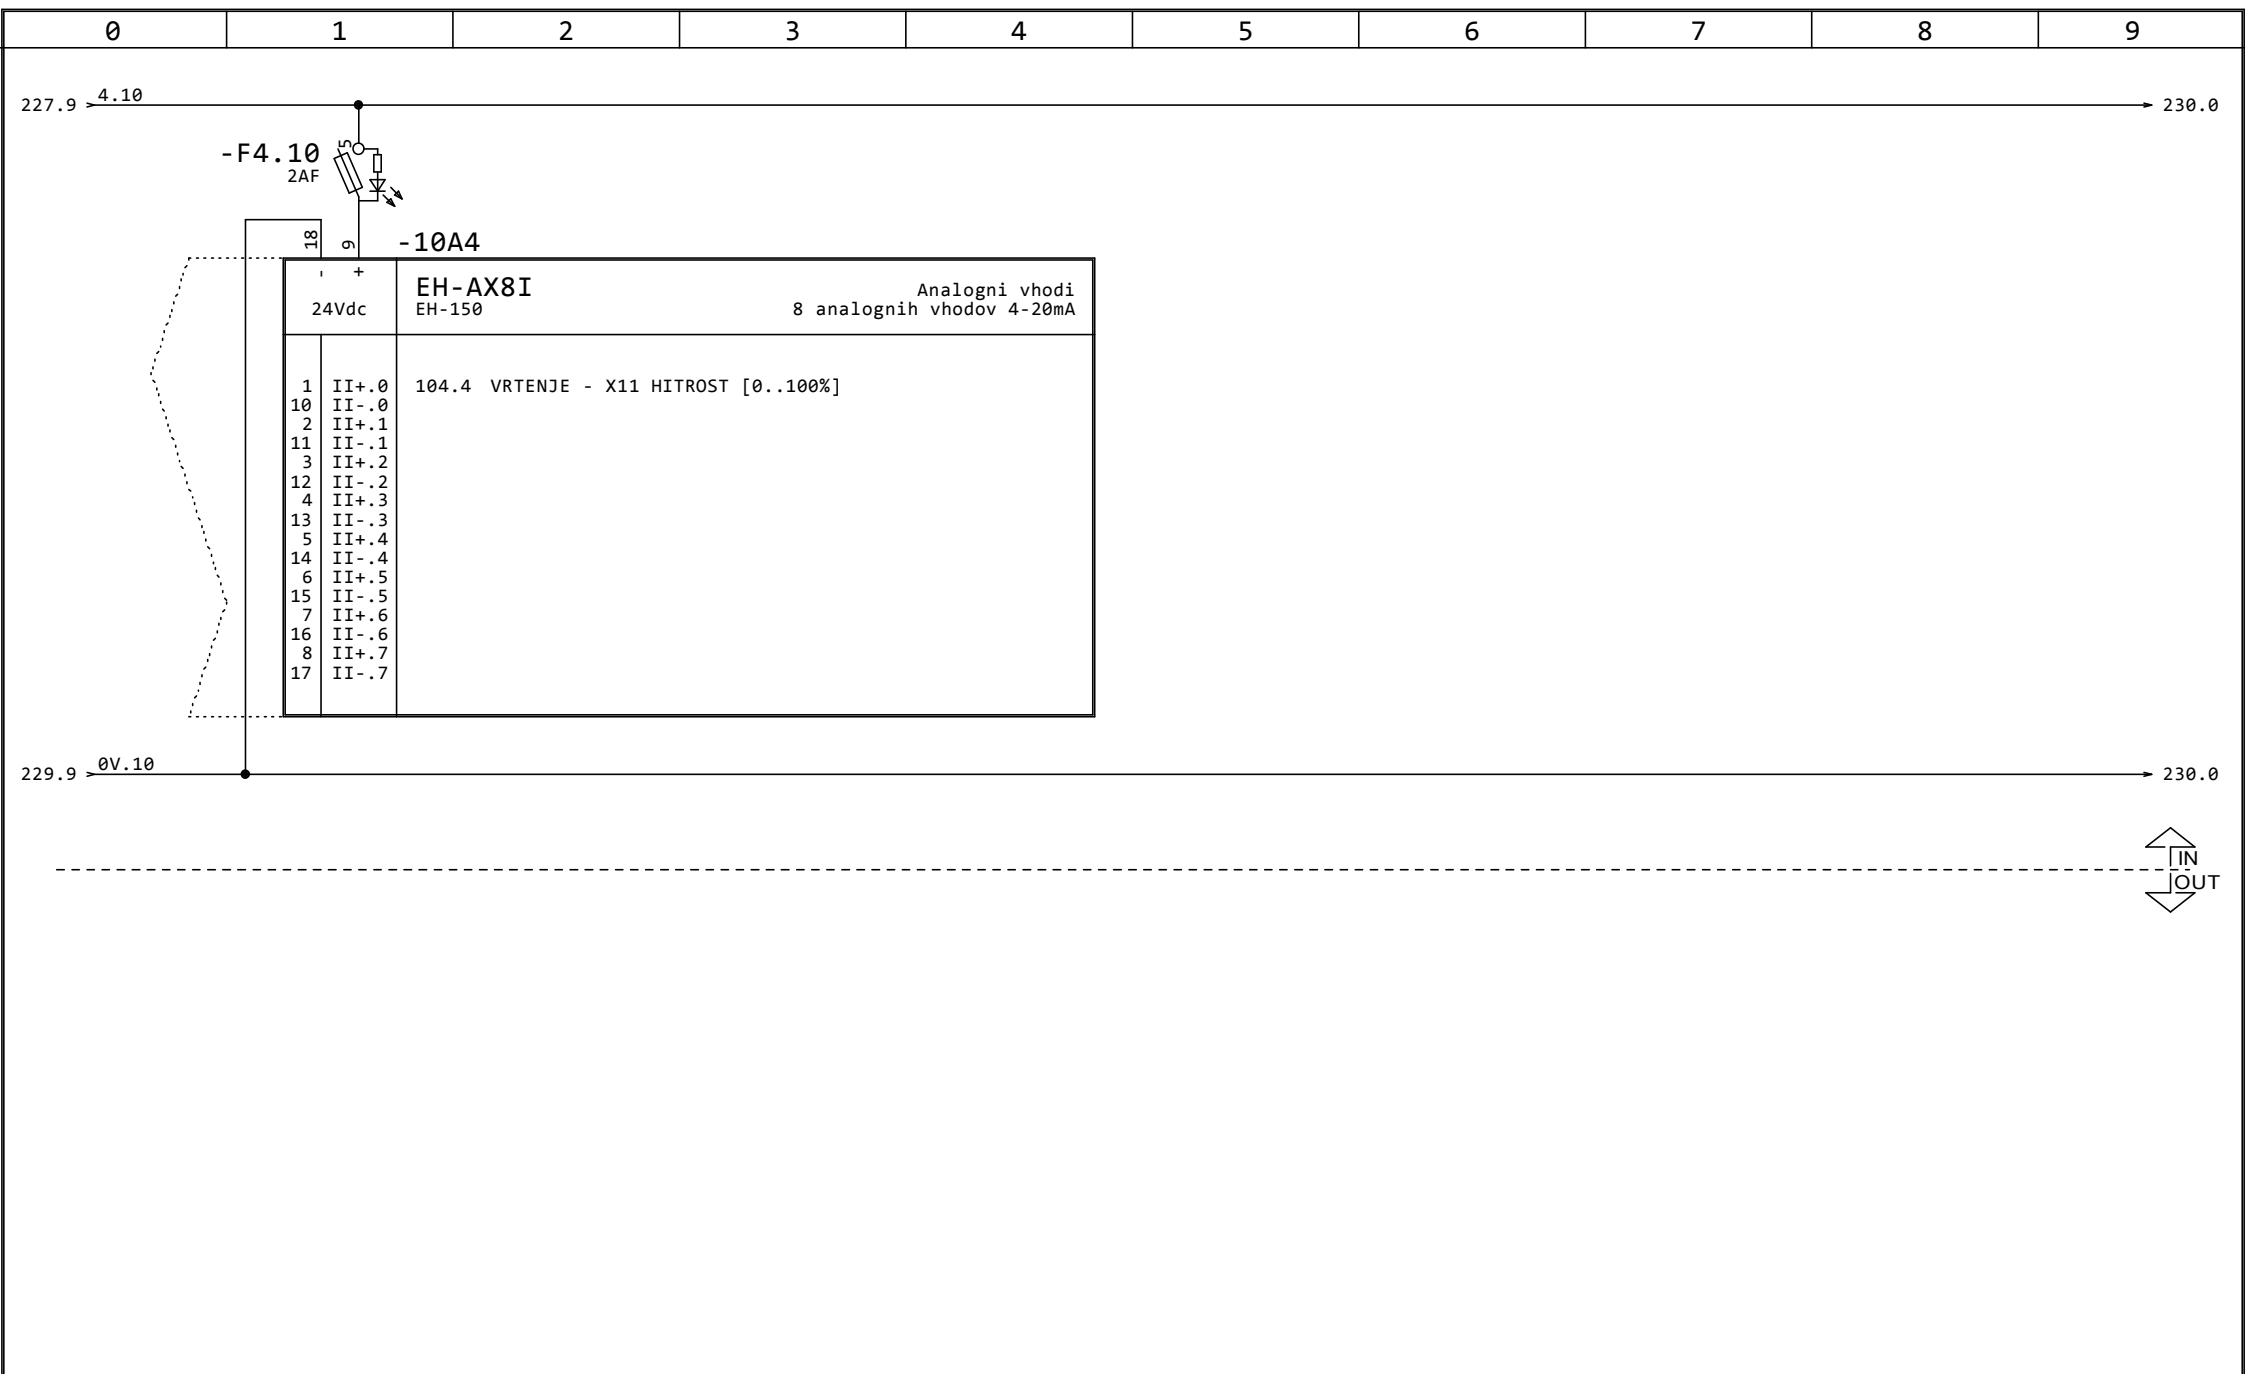 0 1 2 3 4 5 6 7 8 9
227.9 4.10 230.0
-F4.10 5
2AF
18 9 -10A4
- + EH-AX8I Analogni vhodi
24Vdc EH-150 8 analognih vhodov 4-20mA
1 II+.0 104.4 VRTENJE - X11 HITROST [0..100%]
10 II-.0
2 II+.1
11 II-.1
3 II+.2
12 II-.2
4 II+.3
13 II-.3
5 II+.4
14 II-.4
6 II+.5
15 II-.5
7 II+.6
16 II-.6
8 II+.7
17 II-.7
229.9 0V.10 230.0
IN
OUT